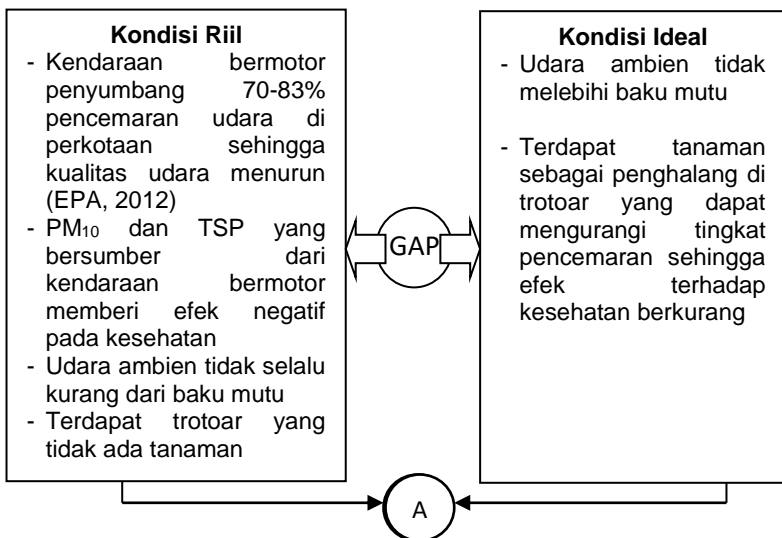 Kondisi Riil
- Kendaraan bermotor
penyumbang 70-83%
pencemaran udara di
perkotaan sehingga
kualitas udara menurun
(EPA, 2012)
- PM₁₀ dan TSP yang
bersumber dari
kendaraan bermotor
memberi efek negatif
pada kesehatan
- Udara ambien tidak selalu
kurang dari baku mutu
- Terdapat trotoar yang
tidak ada tanaman
GAP
Kondisi Ideal
- Udara ambien tidak
melebihi baku mutu
- Terdapat tanaman
sebagai penghalang di
trotoar yang dapat
mengurangi tingkat
pencemaran sehingga
efek terhadap
kesehatan berkurang
A